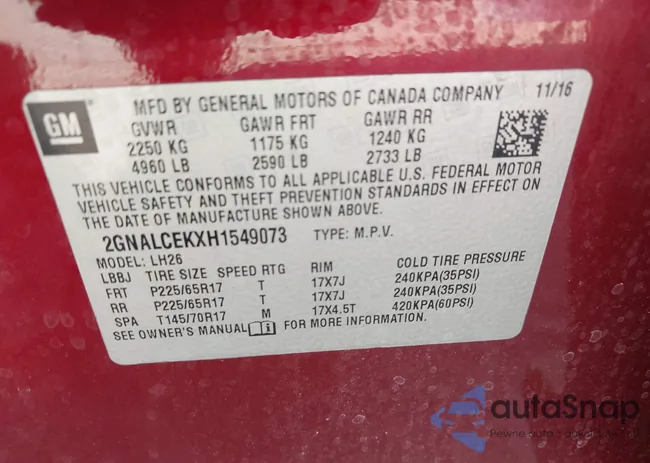 GM
MFD BY GENERAL MOTORS OF CANADA COMPANY 11/16
GVWR GAWR FRT GAWR RR
2250 KG 1175 KG 1240 KG
4960 LB 2590 LB 2733 LB
THIS VEHICLE CONFORMS TO ALL APPLICABLE U.S. FEDERAL MOTOR
VEHICLE SAFETY AND THEFT PREVENTION STANDARDS IN EFFECT ON
THE DATE OF MANUFACTURE SHOWN ABOVE.
2GNALCEKXH1549073 TYPE: M.P.V.
MODEL: LH26
LBBJ TIRE SIZE SPEED RTG RIM COLD TIRE PRESSURE
FRT P225/65R17 T 17X7J 240KPA(35PSI)
RR P225/65R17 T 17X7J 240KPA(35PSI)
SPA T145/70R17 M 17X4.5T 420KPA(60PSI)
SEE OWNER'S MANUAL FOR MORE INFORMATION.
autaSnap
Pewne auta z gwarancją